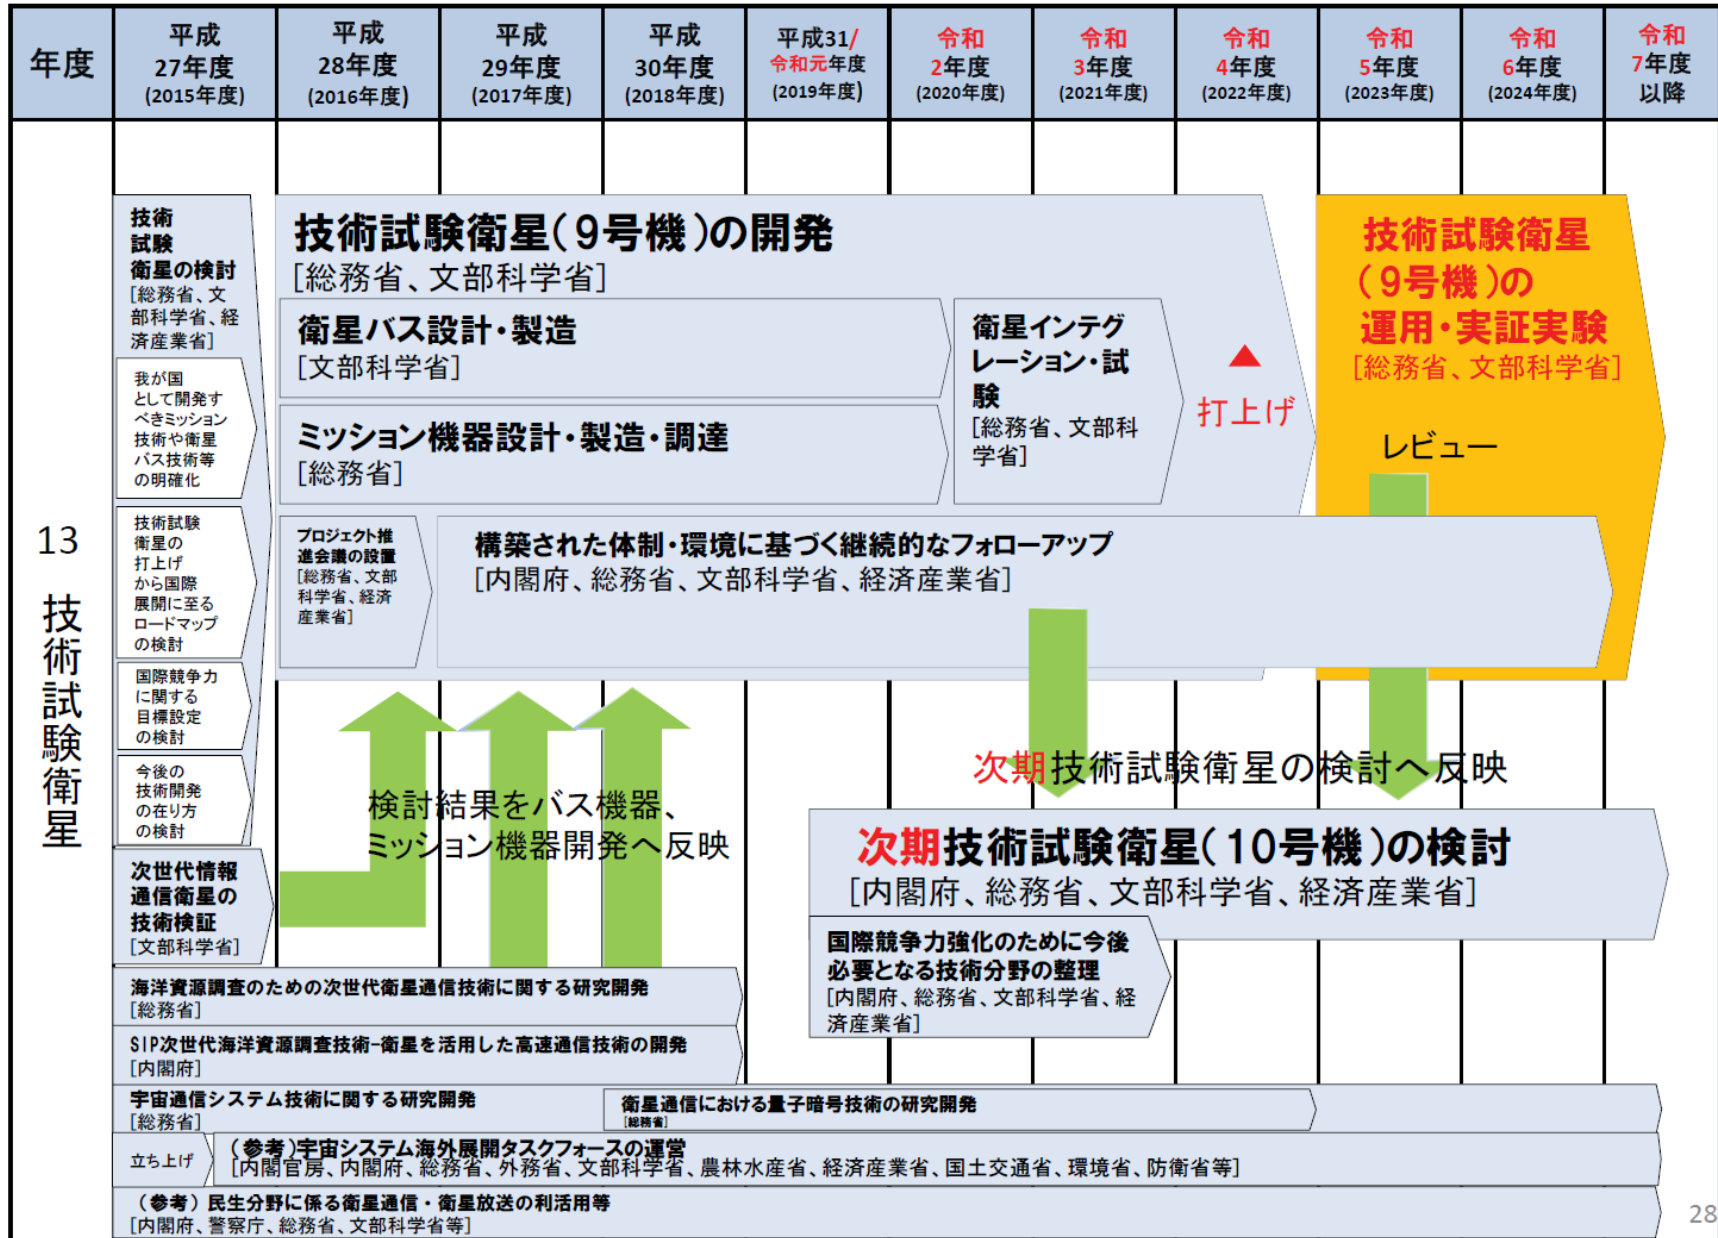 年度
平成
27年度
(2015年度)
平成
28年度
(2016年度)
平成
29年度
(2017年度)
平成
30年度
(2018年度)
平成31/
令和元年度
(2019年度)
令和
2年度
(2020年度)
令和
3年度
(2021年度)
令和
4年度
(2022年度)
令和
5年度
(2023年度)
令和
6年度
(2024年度)
令和
7年度
以降
13 技術試験衛星
技術
試験
衛星の検討
[総務省、文
部科学省、経
済産業省]
我が国
として開発す
べきミッション
技術や衛星
バス技術等
の明確化
技術試験
衛星の
打上げ
から国際
展開に至る
ロードマップ
の検討
国際競争力
に関する
目標設定
の検討
今後の
技術開発
の在り方
の検討
次世代情報
通信衛星の
技術検証
[文部科学省]
技術試験衛星(9号機)の開発
[総務省、文部科学省]
衛星バス設計・製造
[文部科学省]
ミッション機器設計・製造・調達
[総務省]
衛星インテグ
レーション・試
験
[総務省、文部科
学省]
▲
打上げ
技術試験衛星
(9号機)の
運用・実証実験
[総務省、文部科学省]
レビュー
プロジェクト推
進会議の設置
[総務省、文部
科学省、経済
産業省]
構築された体制・環境に基づく継続的なフォローアップ
[内閣府、総務省、文部科学省、経済産業省]
検討結果をバス機器、
ミッション機器開発へ反映
次期技術試験衛星の検討へ反映
次期技術試験衛星(10号機)の検討
[内閣府、総務省、文部科学省、経済産業省]
国際競争力強化のために今後
必要となる技術分野の整理
[内閣府、総務省、文部科学省、経
済産業省]
海洋資源調査のための次世代衛星通信技術に関する研究開発
[総務省]
SIP次世代海洋資源調査技術-衛星を活用した高速通信技術の開発
[内閣府]
宇宙通信システム技術に関する研究開発
[総務省]
衛星通信における量子暗号技術の研究開発
[総務省]
立ち上げ
(参考)宇宙システム海外展開タスクフォースの運営
[内閣官房、内閣府、総務省、外務省、文部科学省、農林水産省、経済産業省、国土交通省、環境省、防衛省等]
(参考)民生分野に係る衛星通信・衛星放送の利活用等
[内閣府、警察庁、総務省、文部科学省等]
28